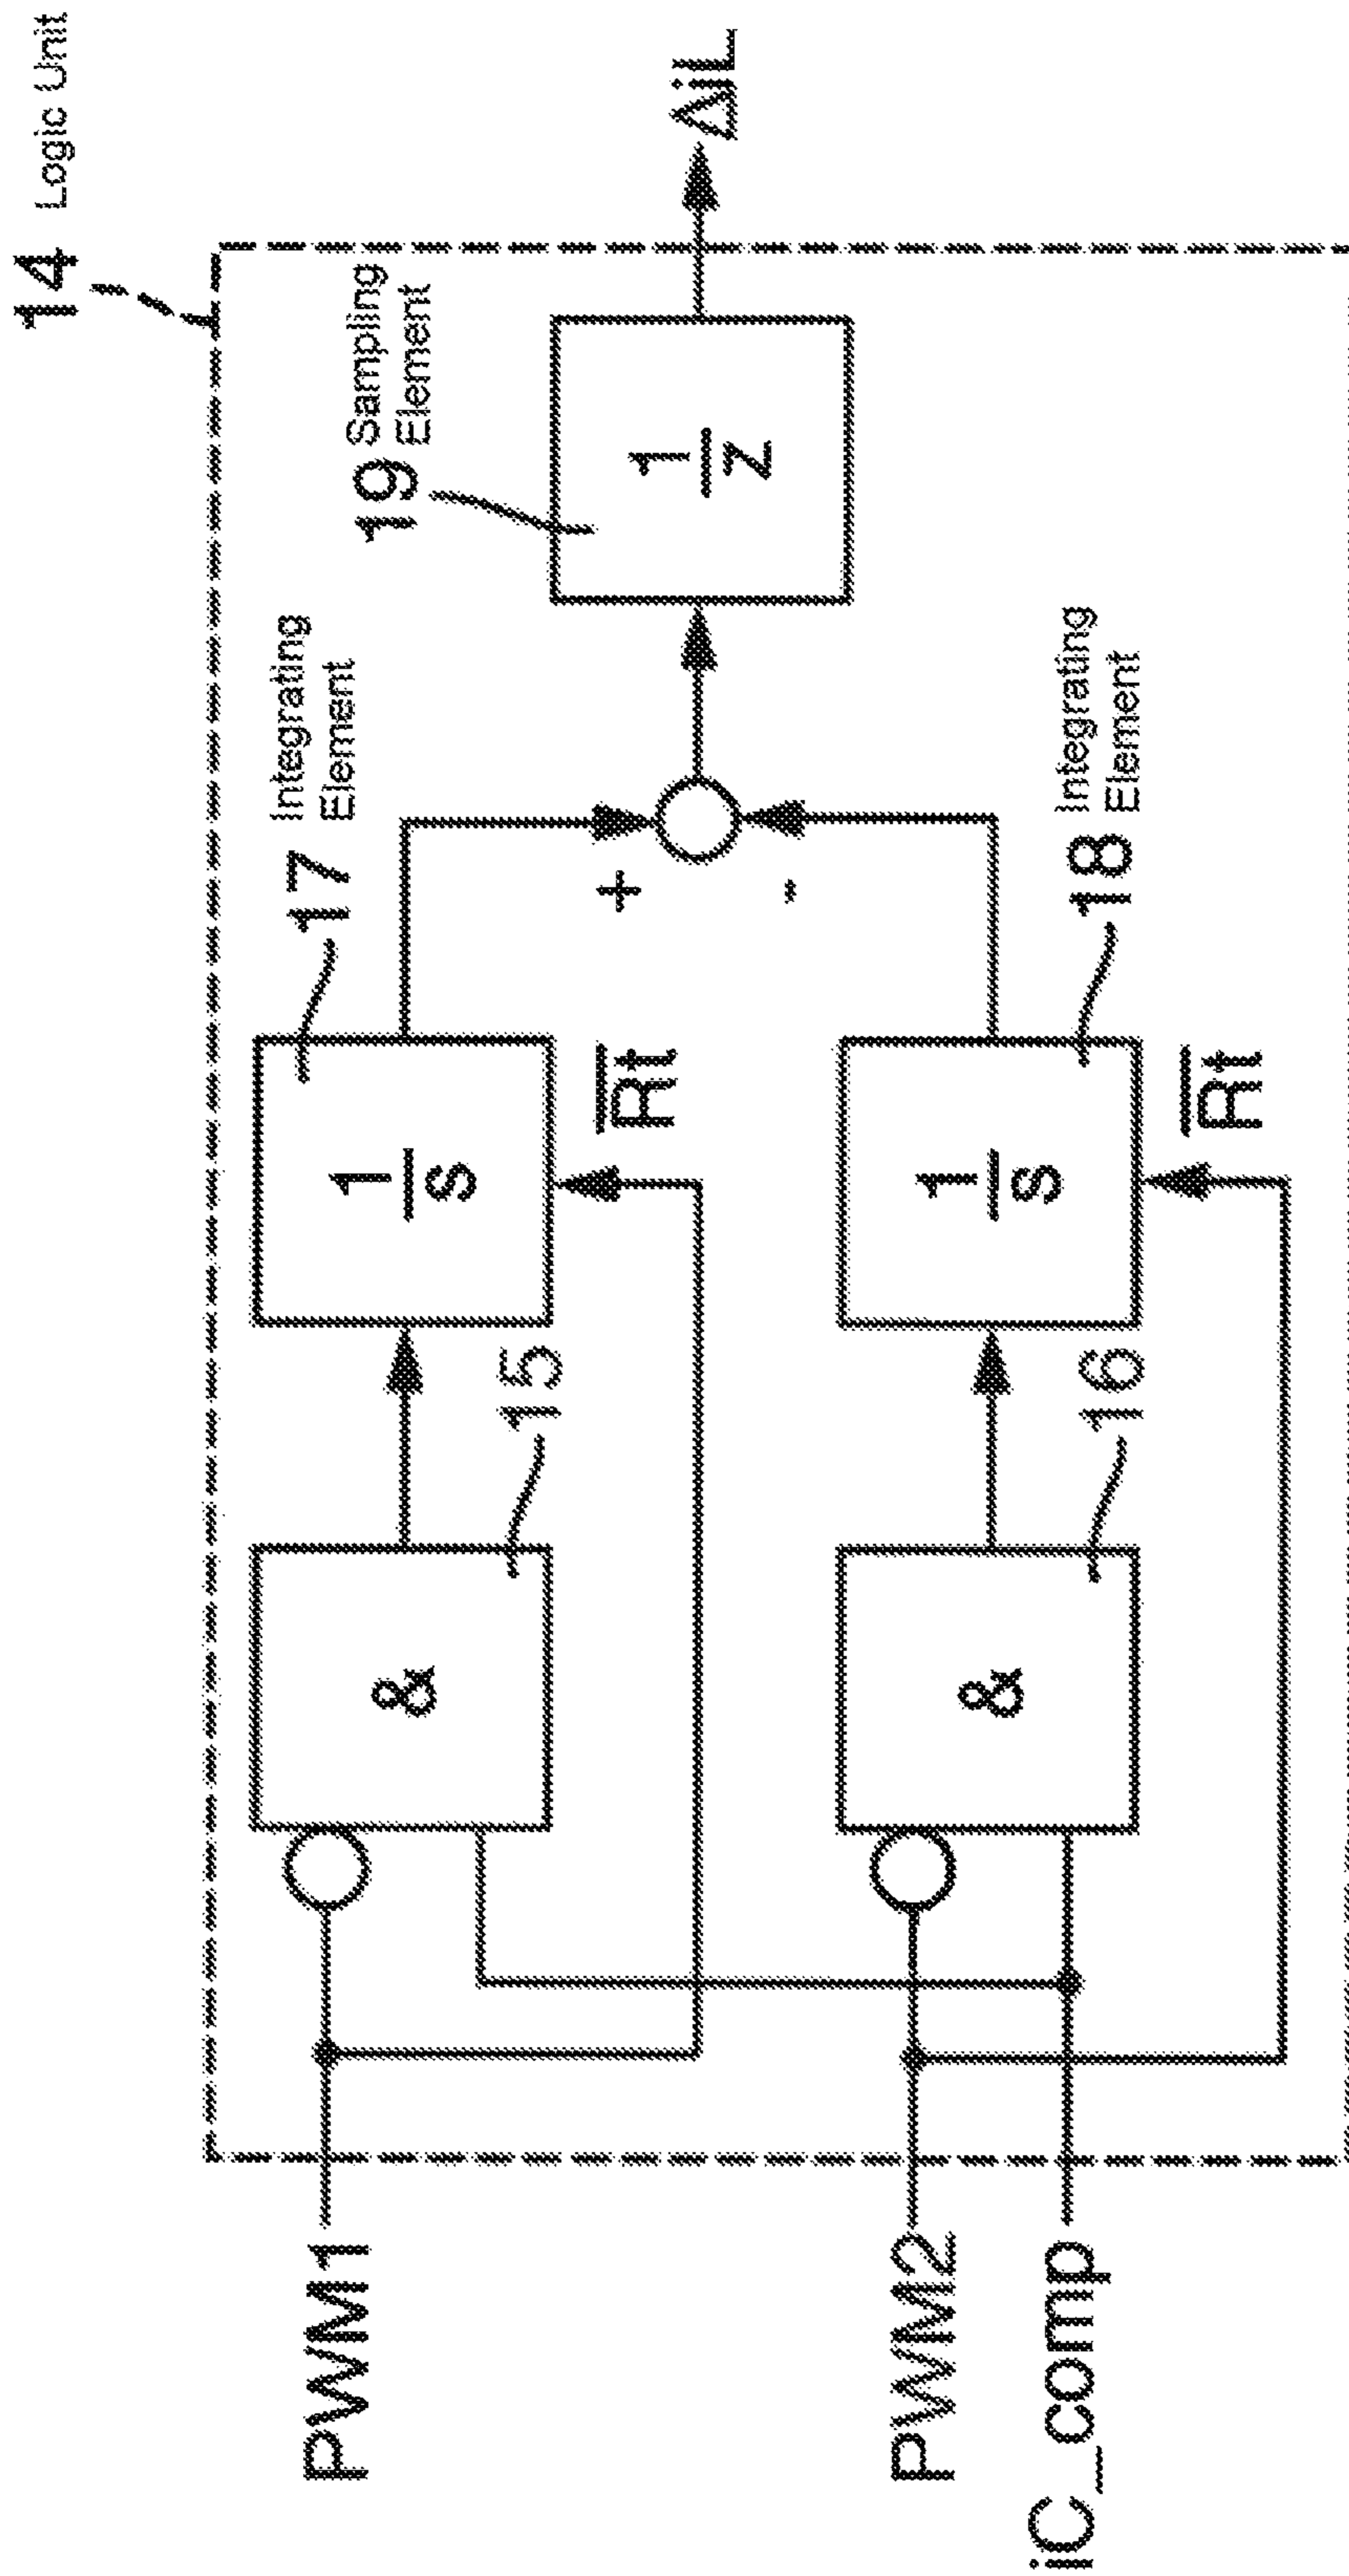 14 Logic Unit
17 Integrating
Element
19 Sampling
Element
PWM1
&
15
1
s
Rt
+
-
1
z
ΔiL
PWM2
iC_comp
&
16
1
s
Rt
18 Integrating
Element